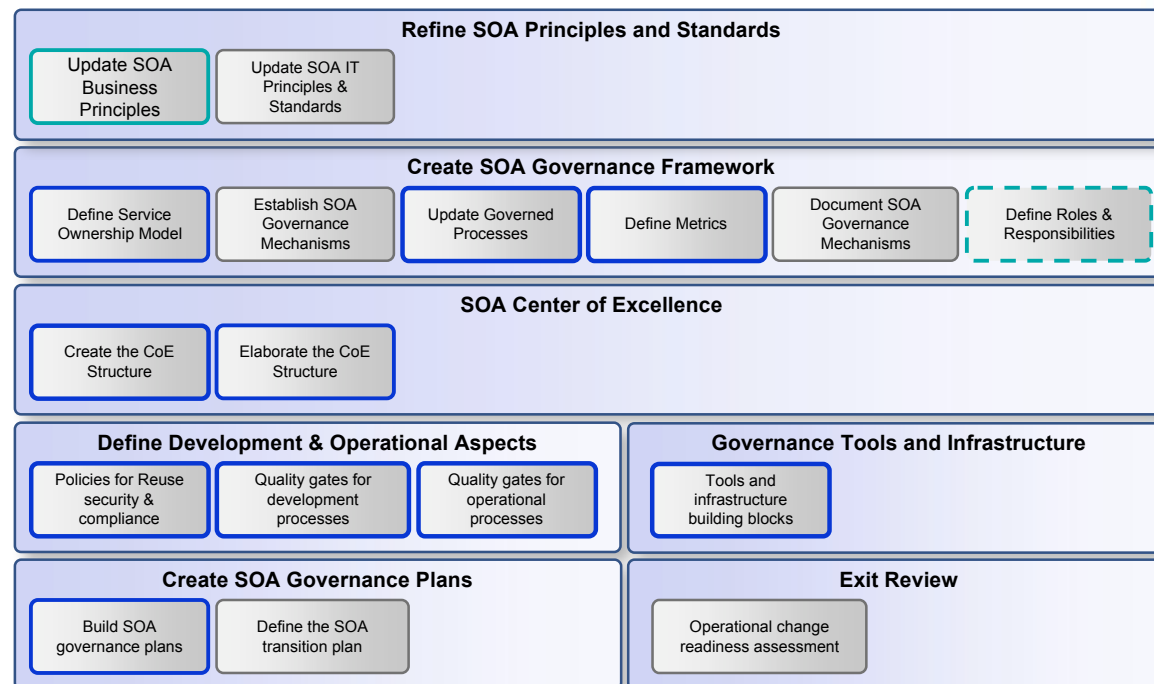 Refine SOA Principles and Standards
Update SOA
Business
Principles
Update SOA IT
Principles &
Standards
Create SOA Governance Framework
Define Service
Ownership Model
Establish SOA
Governance
Mechanisms
Update Governed
Processes
Define Metrics
Document SOA
Governance
Mechanisms
Define Roles &
Responsibilities
SOA Center of Excellence
Create the CoE
Structure
Elaborate the CoE
Structure
Define Development & Operational Aspects
Policies for Reuse
security &
compliance
Quality gates for
development
processes
Quality gates for
operational
processes
Governance Tools and Infrastructure
Tools and
infrastructure
building blocks
Create SOA Governance Plans
Build SOA
governance plans
Define the SOA
transition plan
Exit Review
Operational change
readiness assessment